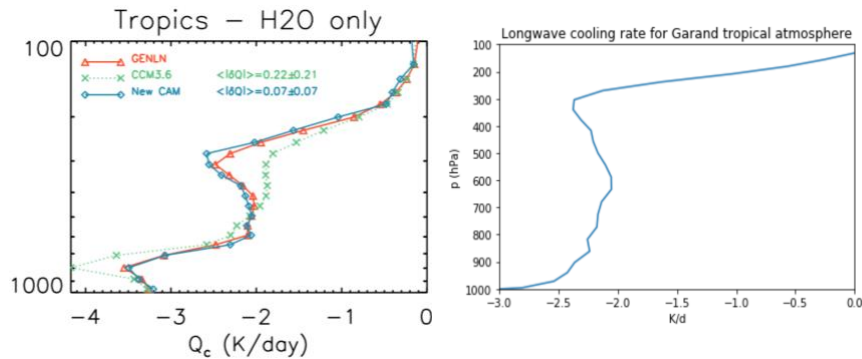 Tropics – H2O only
100
GENLN
CCM3.6 <|δQ|>=0.22±0.21
New CAM <|δQ|>=0.07±0.07
1000
-4 -3 -2 -1 0
Qc (K/day)
Longwave cooling rate for Garand tropical atmosphere
100
200
300
400
500
600
700
800
900
1000
p (hPa)
−3.0 −2.5 −2.0 −1.5 −1.0 −0.5 0.0
K/d